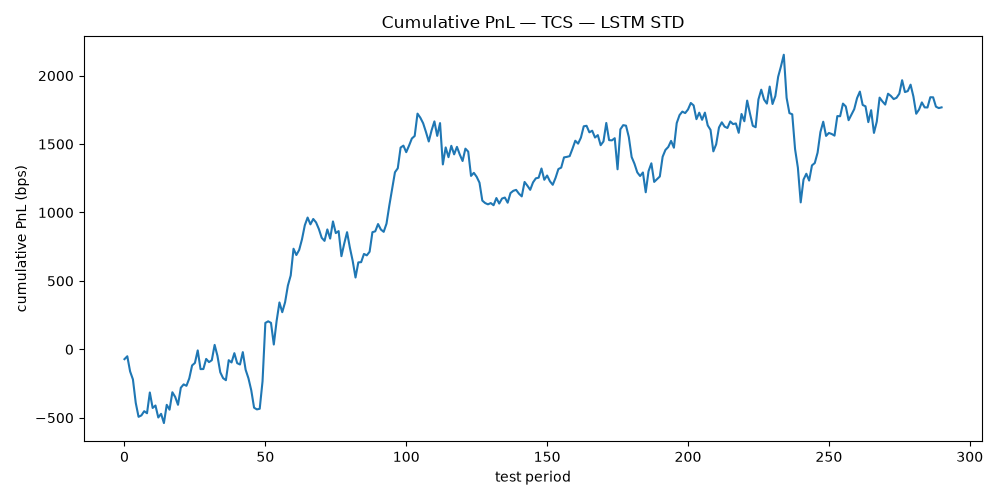 Cumulative PnL — TCS — LSTM STD
cumulative PnL (bps)
2000
1500
1000
500
0
−500
0 50 100 150 200 250 300
test period